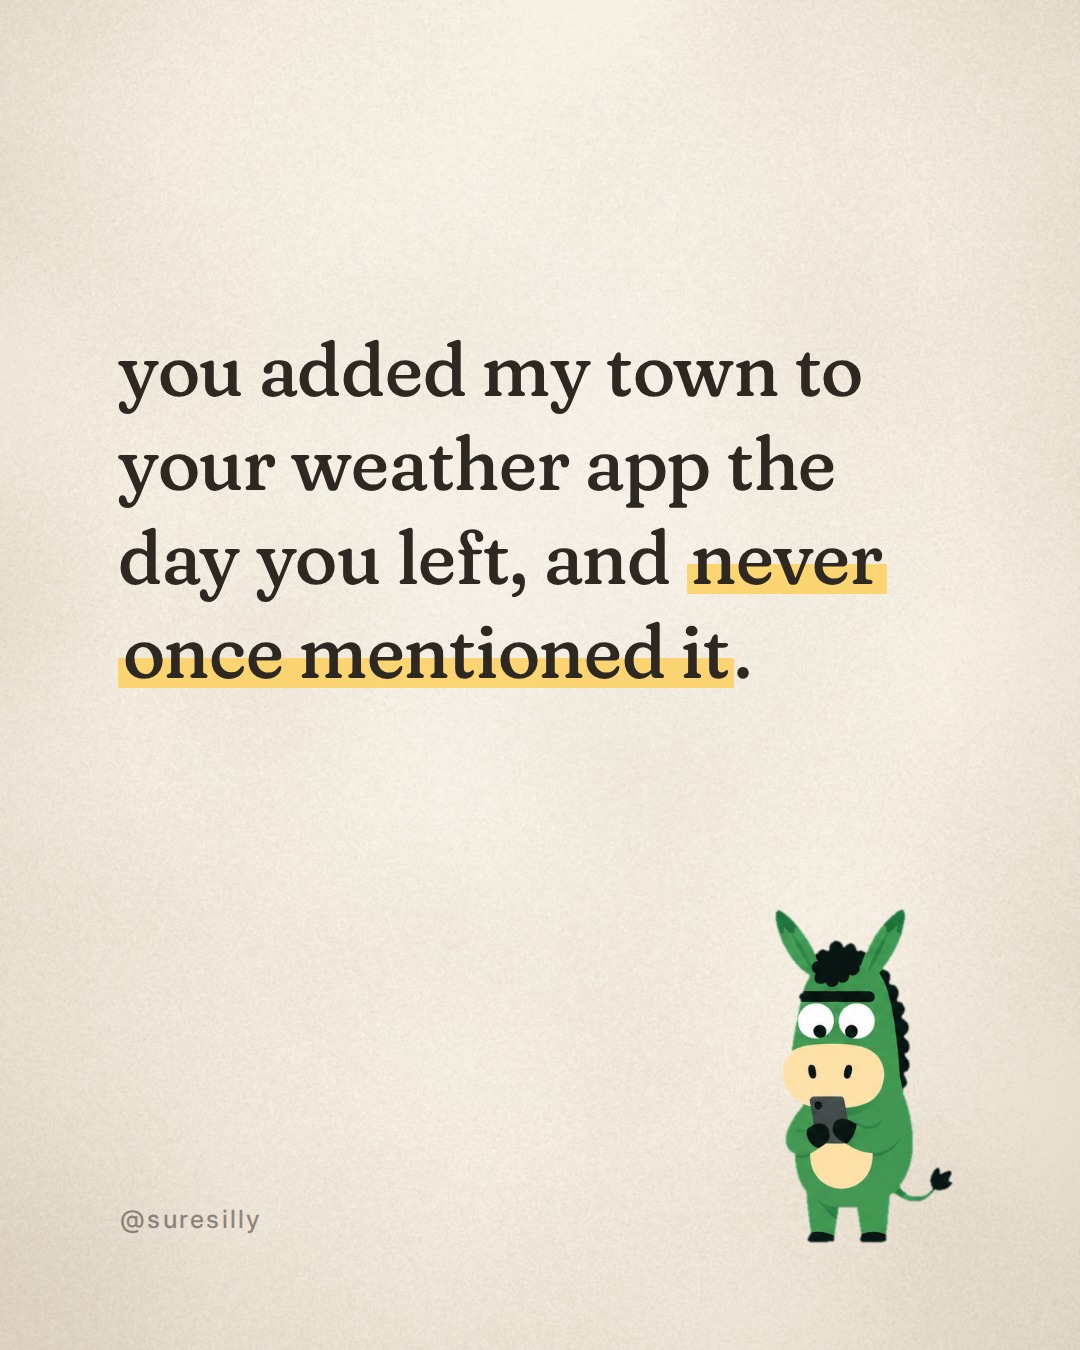 you added my town to
your weather app the
day you left, and never
once mentioned it.
@suresilly